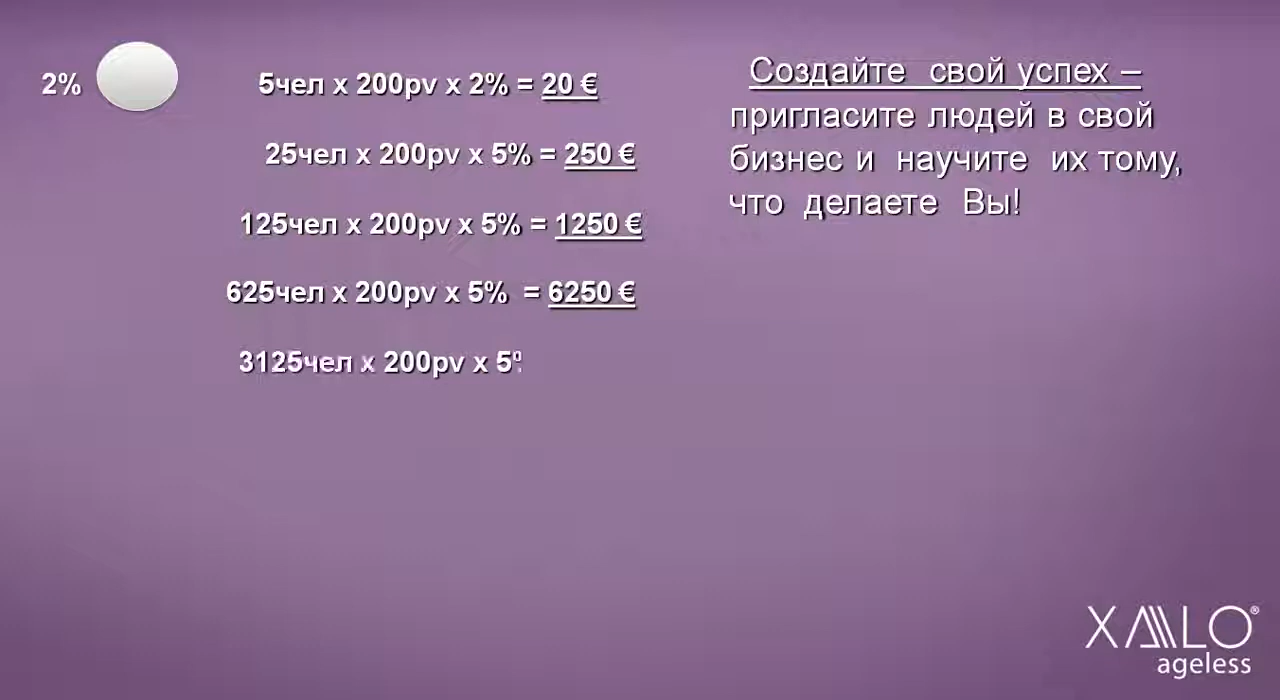 2%
5чел x 200pv x 2% = 20 €
25чел x 200pv x 5% = 250 €
125чел x 200pv x 5% = 1250 €
625чел x 200pv x 5% = 6250 €
3125чел x 200pv x 5
Создайте свой успех –
пригласите людей в свой
бизнес и научите их тому,
что делаете Вы!
XALO®
ageless